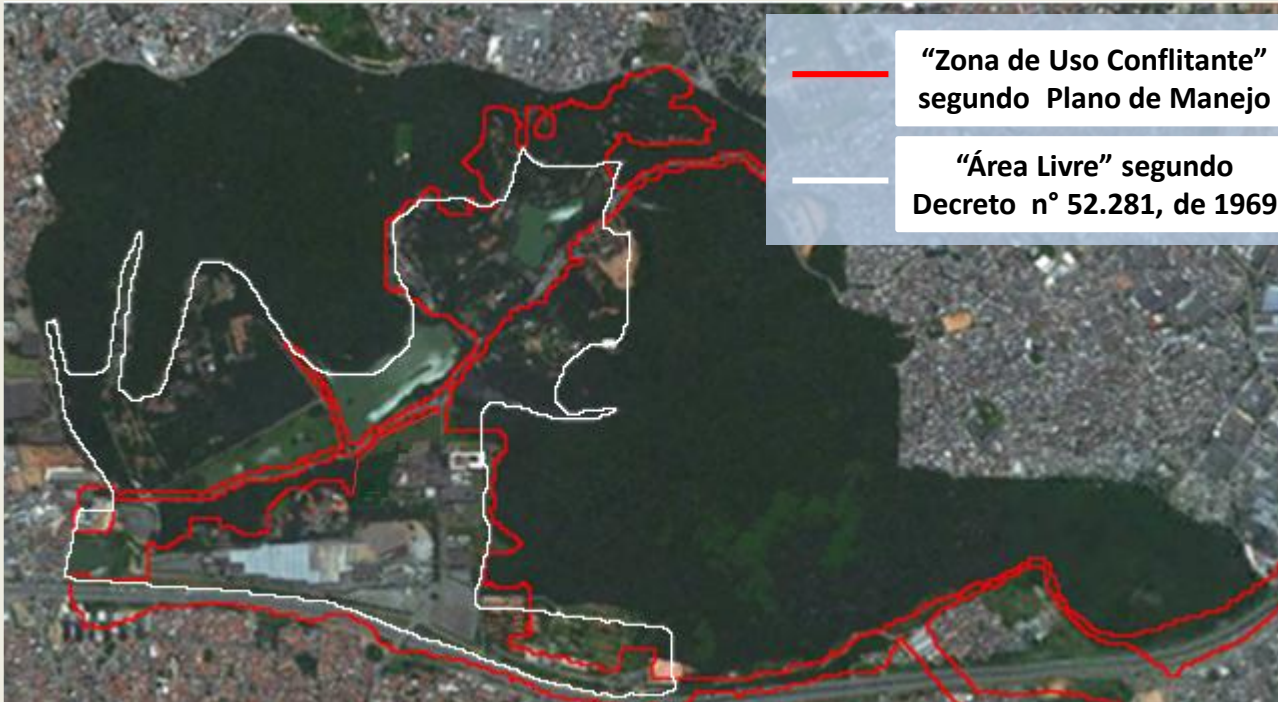 “Zona de Uso Conflitante”
segundo  Plano de Manejo
“Área Livre” segundo
Decreto  n° 52.281, de 1969